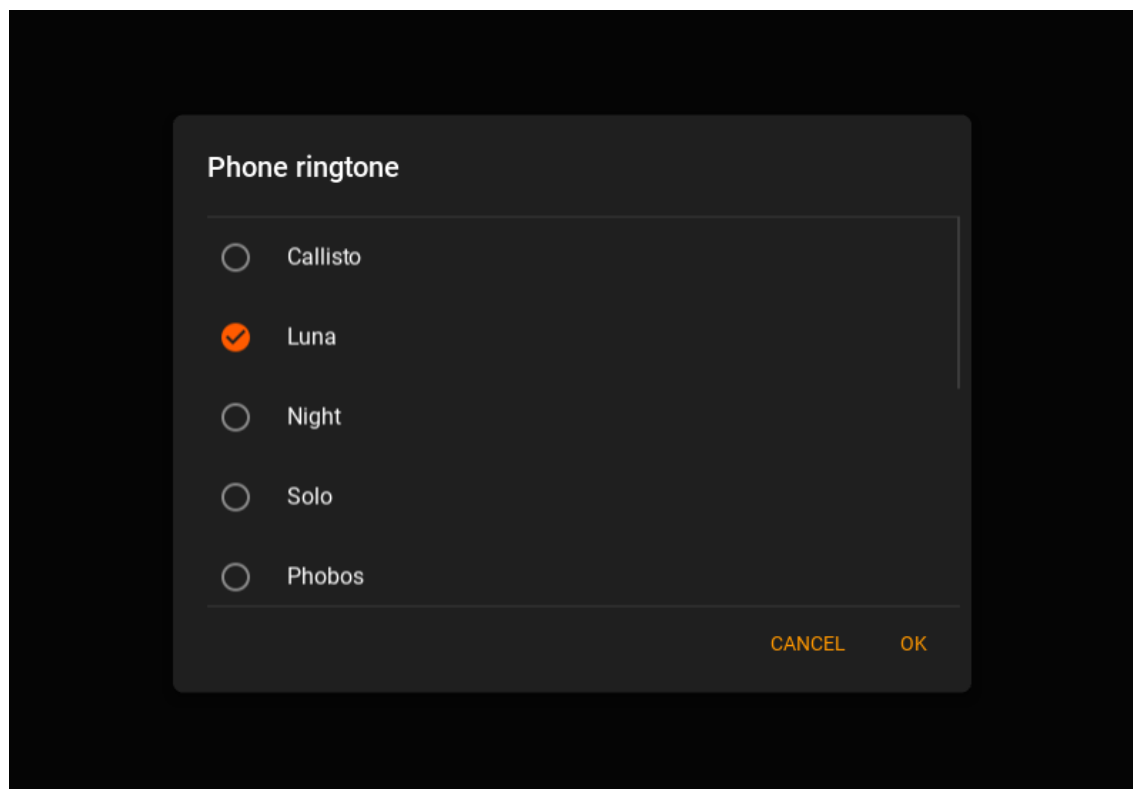 Phone ringtone
Callisto
Luna
Night
Solo
Phobos
CANCEL OK